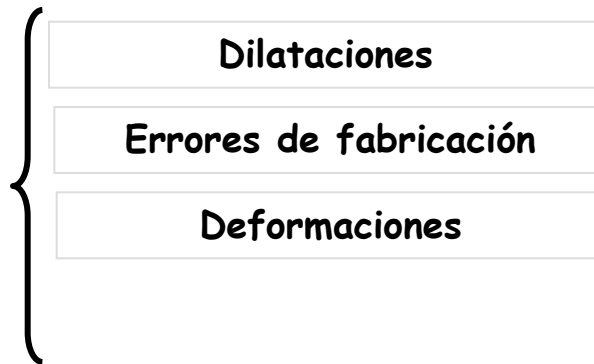 Dilataciones
Errores de fabricación
Deformaciones